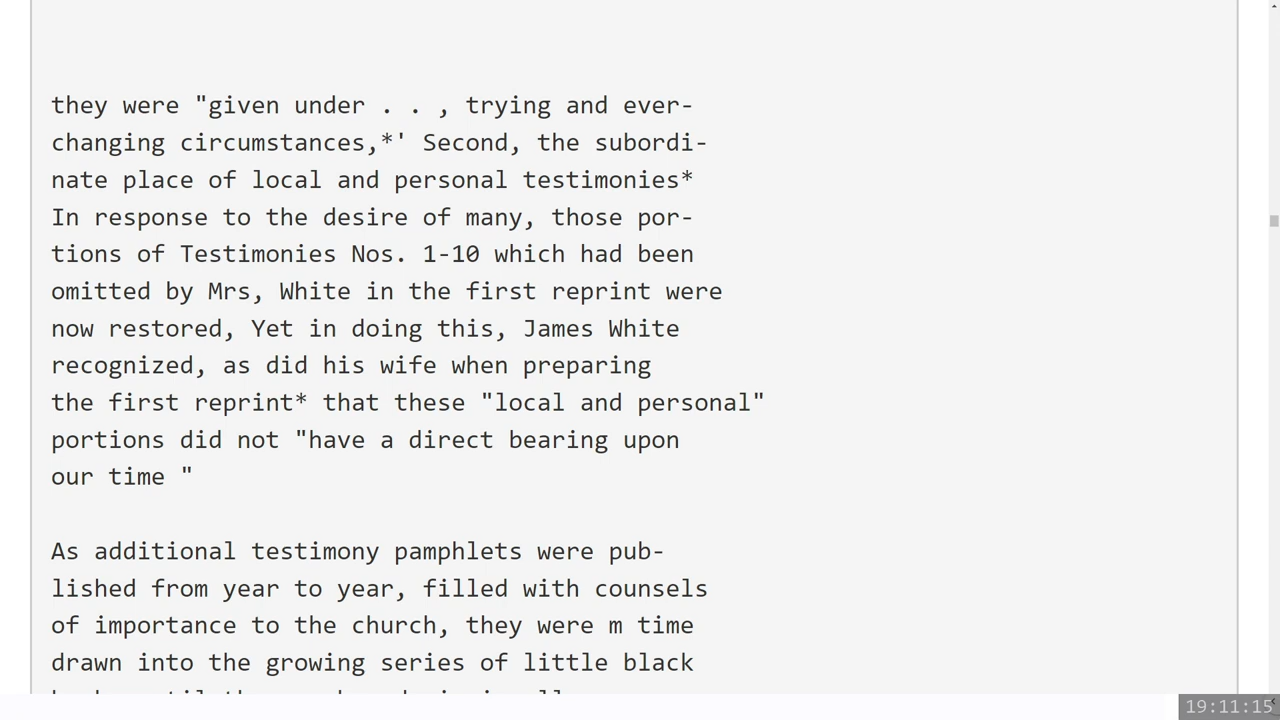 they were "given under . . , trying and ever-
changing circumstances,*' Second, the subordi-
nate place of local and personal testimonies*
In response to the desire of many, those por-
tions of Testimonies Nos. 1-10 which had been
omitted by Mrs, White in the first reprint were
now restored, Yet in doing this, James White
recognized, as did his wife when preparing
the first reprint* that these "local and personal"
portions did not "have a direct bearing upon
our time "

As additional testimony pamphlets were pub-
lished from year to year, filled with counsels
of importance to the church, they were m time
drawn into the growing series of little black
19:11:15